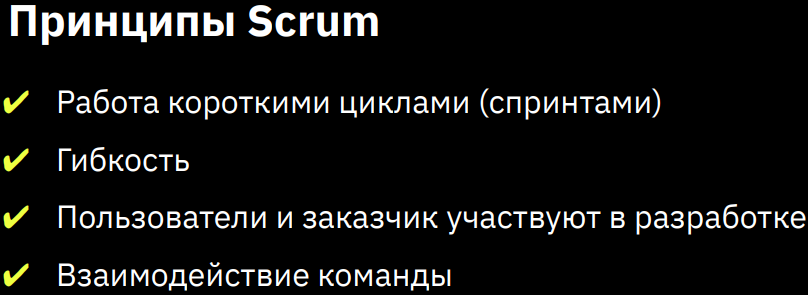 Принципы Scrum
✔ Работа короткими циклами (спринтами)
✔ Гибкость
✔ Пользователи и заказчик участвуют в разработке
✔ Взаимодействие команды